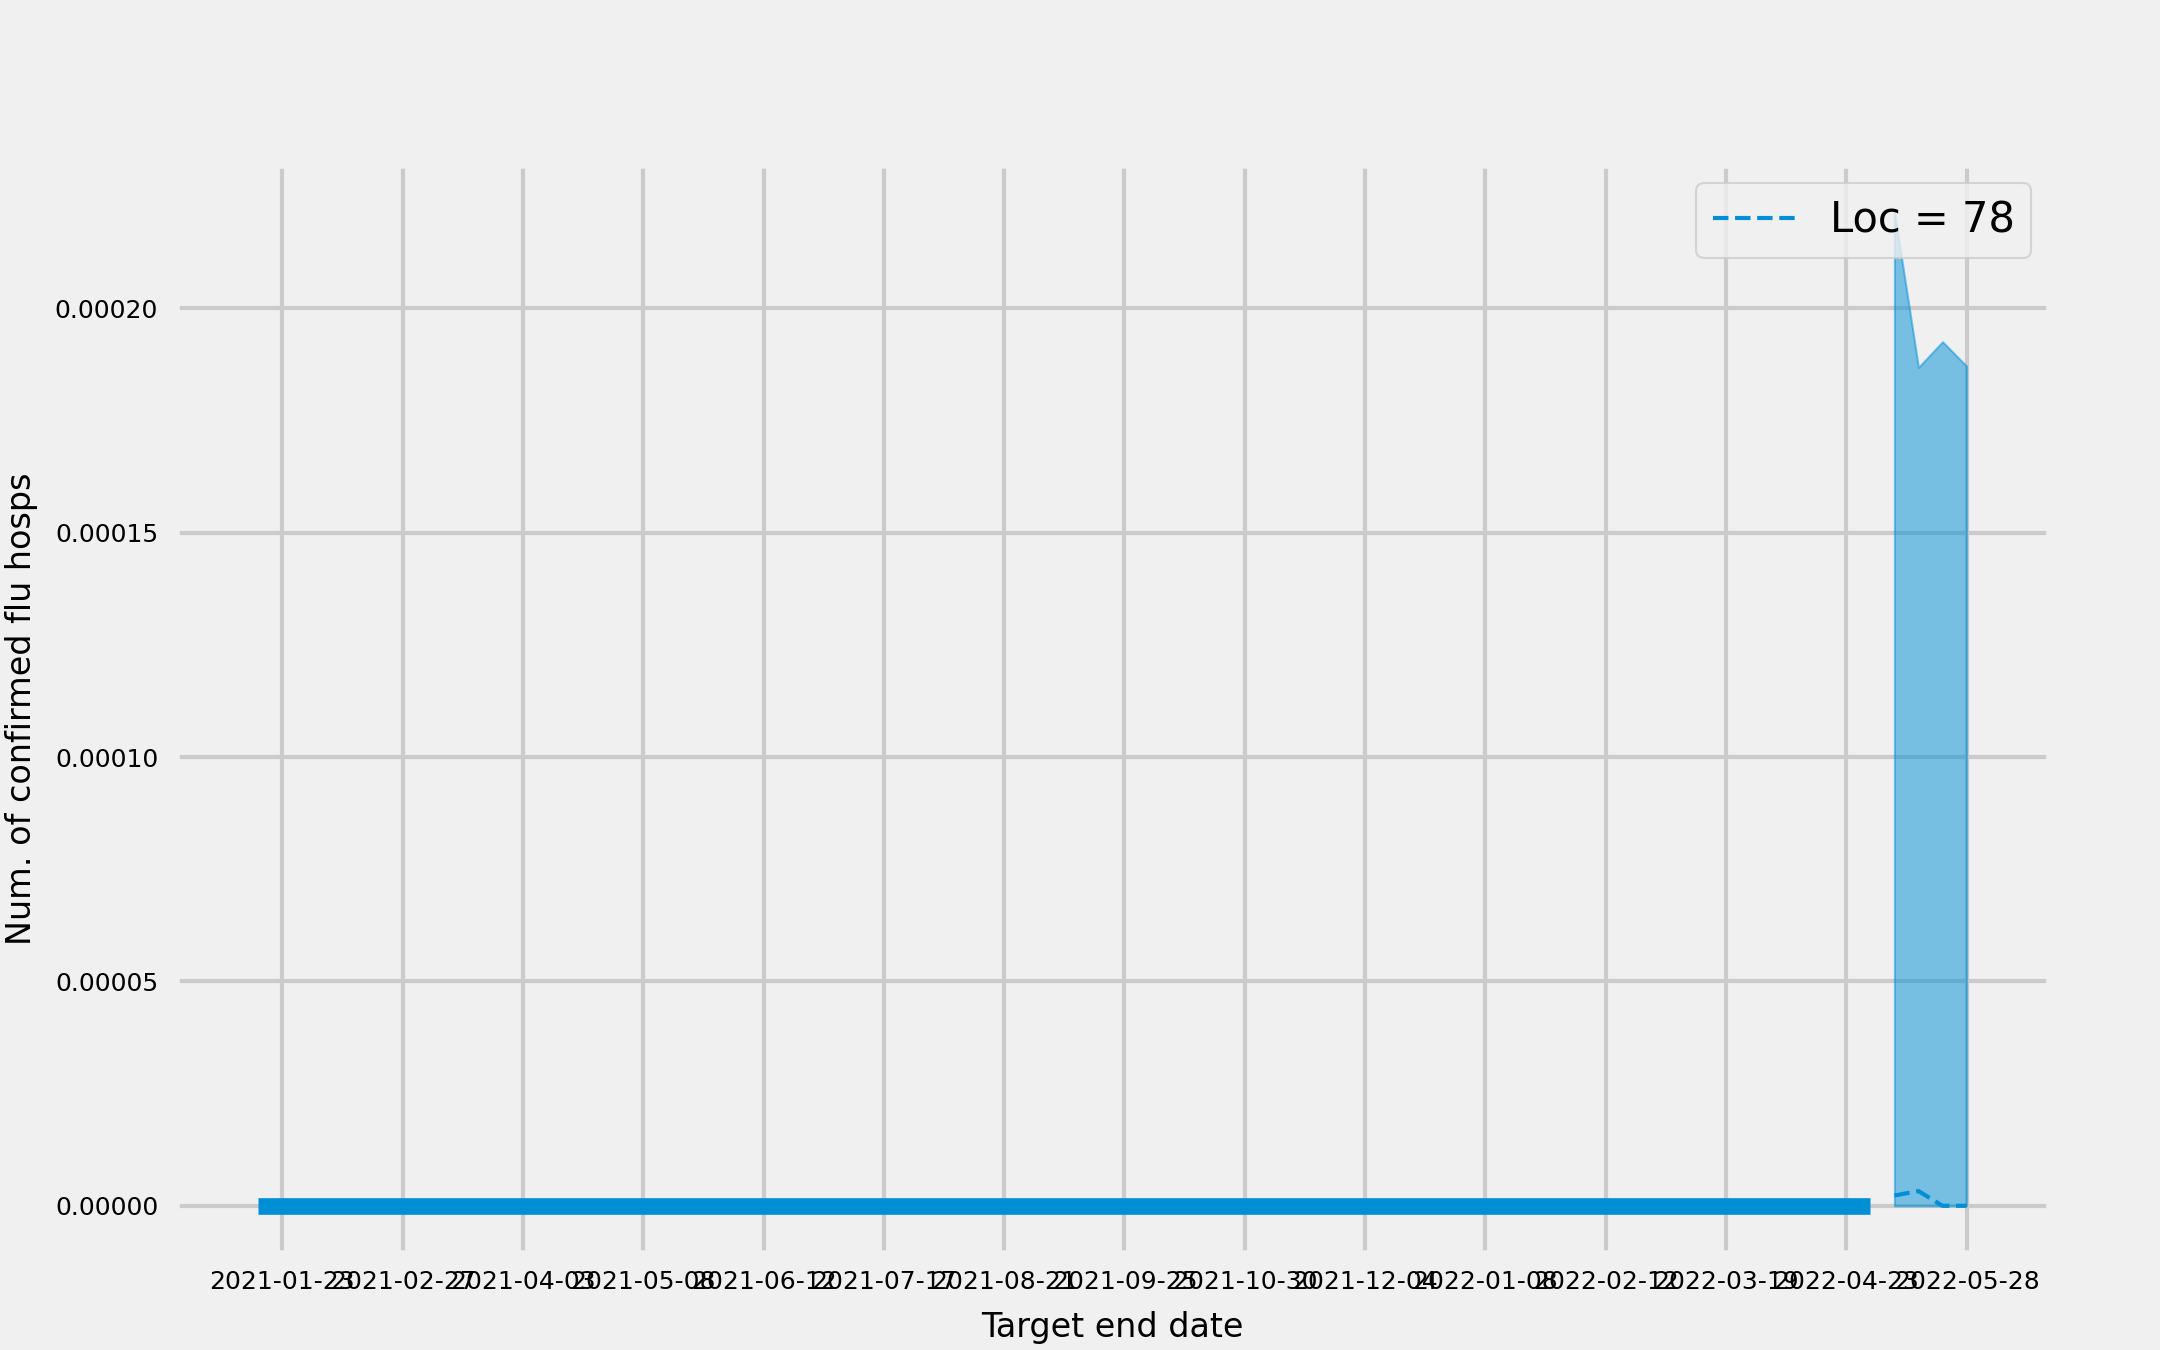 Loc = 78
0.00020
0.00015
0.00010
0.00005
0.00000
Num. of confirmed flu hosps
2021-01-23 2021-02-27 2021-04-03 2021-05-08 2021-06-12 2021-07-17 2021-08-21 2021-09-25 2021-10-30 2021-12-04 2022-01-08 2022-02-12 2022-03-19 2022-04-23 2022-05-28
Target end date